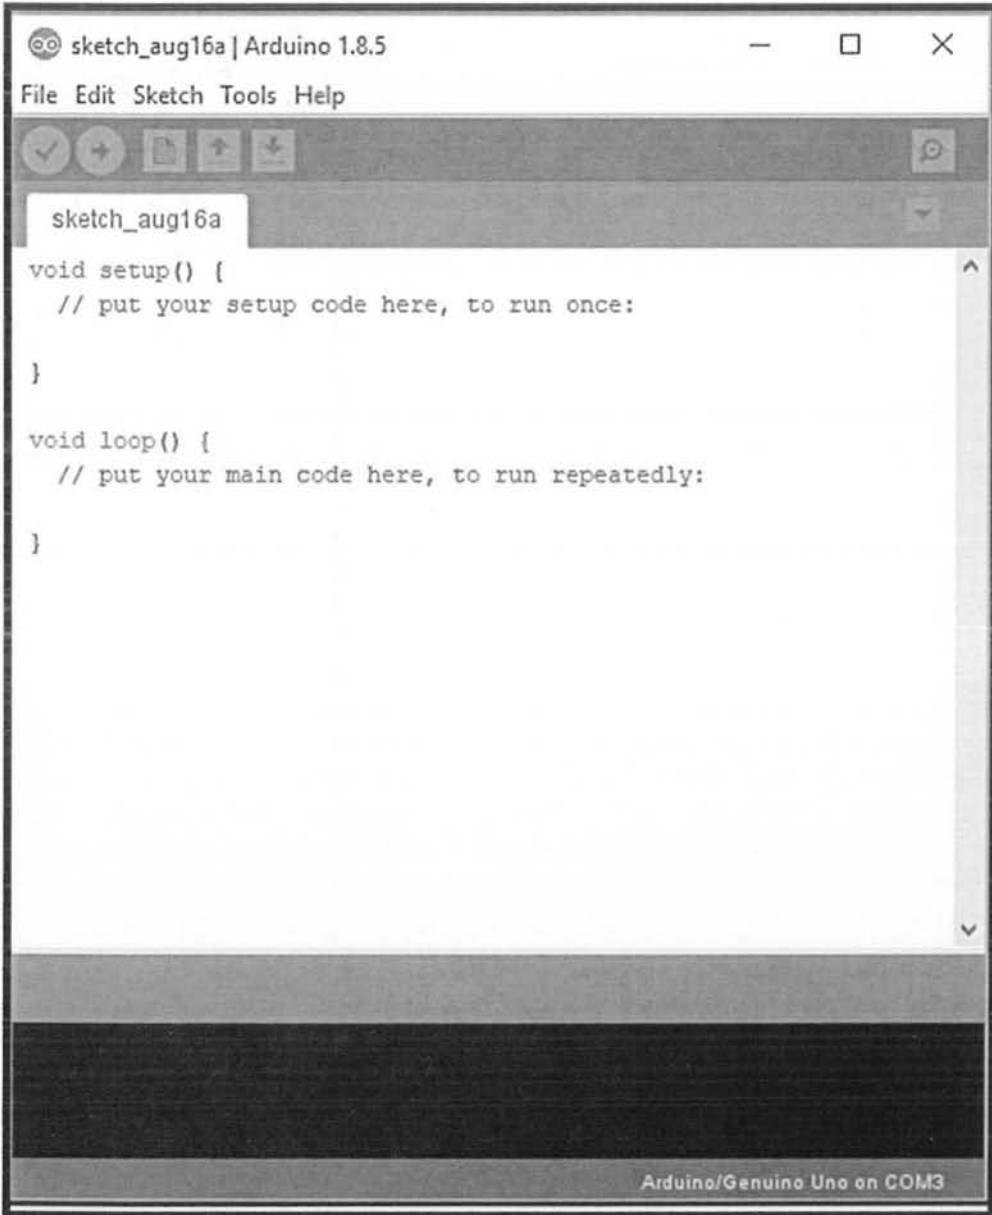 sketch_aug16a | Arduino 1.8.5
File Edit Sketch Tools Help
sketch_aug16a
void setup() {
  // put your setup code here, to run once:
}
void loop() {
  // put your main code here, to run repeatedly:
}
Arduino/Genuino Uno on COM3